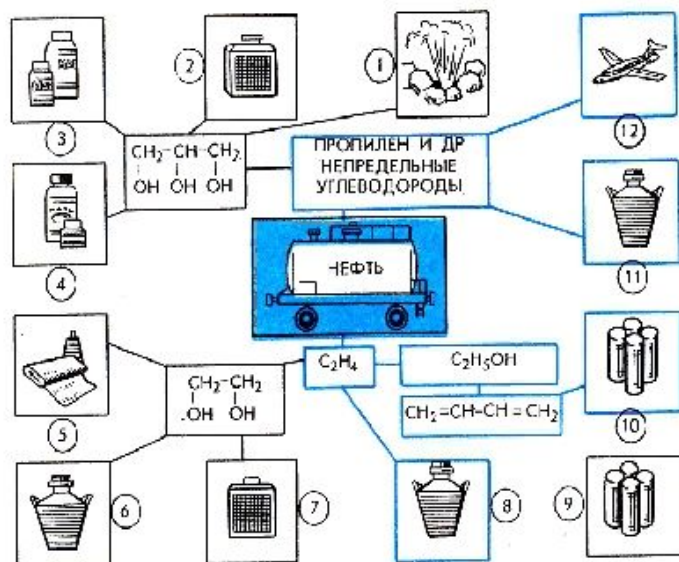 2
1
3
12
CH₂-CH-CH₂
OH OH OH
ПРОПИЛЕН И ДР
НЕПРЕДЕЛЬНЫЕ
УГЛЕВОДОРОДЫ
4
11
НЕФТЬ
C₂H₄
C₂H₅OH
CH₂-CH₂
OH OH
CH₂=CH-CH=CH₂
5
10
6
7
8
9